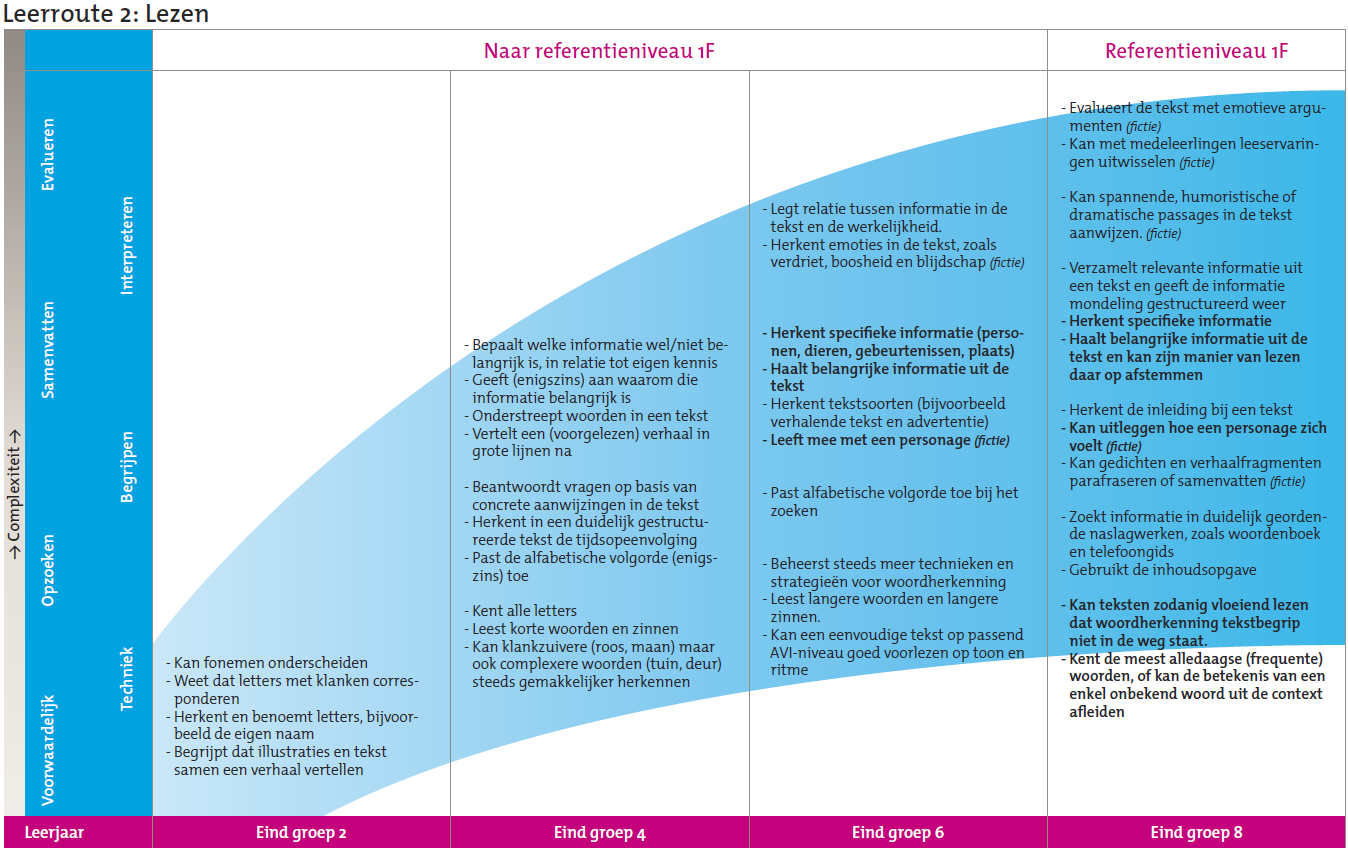 Leerroute 2: Lezen
Naar referentieniveau 1F
Referentieniveau 1F
→ Complexiteit →
Evalueren
Interpreteren
Samenvatten
Begrijpen
Opzoeken
Techniek
Voorwaardelijk
- Kan fonemen onderscheiden
- Weet dat letters met klanken corres-
ponderen
- Herkent en benoemt letters, bijvoor-
beeld de eigen naam
- Begrijpt dat illustraties en tekst
samen een verhaal vertellen
- Bepaalt welke informatie wel/niet be-
langrijk is, in relatie tot eigen kennis
- Geeft (enigszins) aan waarom die
informatie belangrijk is
- Onderstreept woorden in een tekst
- Vertelt een (voorgelezen) verhaal in
grote lijnen na
- Beantwoordt vragen op basis van
concrete aanwijzingen in de tekst
- Herkent in een duidelijk gestructu-
reerde tekst de tijdsopeenvolging
- Past de alfabetische volgorde (enigs-
zins) toe
- Kent alle letters
- Leest korte woorden en zinnen
- Kan klankzuivere (roos, maan) maar
ook complexere woorden (tuin, deur)
steeds gemakkelijker herkennen
- Legt relatie tussen informatie in de
tekst en de werkelijkheid.
- Herkent emoties in de tekst, zoals
verdriet, boosheid en blijdschap (fictie)
- Herkent specifieke informatie (perso-
nen, dieren, gebeurtenissen, plaats)
- Haalt belangrijke informatie uit de
tekst
- Herkent tekstsoorten (bijvoorbeeld
verhalende tekst en advertentie)
- Leeft mee met een personage (fictie)
- Past alfabetische volgorde toe bij het
zoeken
- Beheerst steeds meer technieken en
strategieën voor woordherkenning
- Leest langere woorden en langere
zinnen.
- Kan een eenvoudige tekst op passend
AVI-niveau goed voorlezen op toon en
ritme
- Evalueert de tekst met emotieve argu-
menten (fictie)
- Kan met medeleerlingen leeservarin-
gen uitwisselen (fictie)
- Kan spannende, humoristische of
dramatische passages in de tekst
aanwijzen. (fictie)
- Verzamelt relevante informatie uit
een tekst en geeft de informatie
mondeling gestructureerd weer
- Herkent specifieke informatie
- Haalt belangrijke informatie uit de
tekst en kan zijn manier van lezen
daar op afstemmen
- Herkent de inleiding bij een tekst
- Kan uitleggen hoe een personage zich
voelt (fictie)
- Kan gedichten en verhaalfragmenten
parafraseren of samenvatten (fictie)
- Zoekt informatie in duidelijk georden-
de naslagwerken, zoals woordenboek
en telefoongids
- Gebruikt de inhoudsopgave
- Kan teksten zodanig vloeiend lezen
dat woordherkenning tekstbegrip
niet in de weg staat.
- Kent de meest alledaagse (frequente)
woorden, of kan de betekenis van een
enkel onbekend woord uit de context
afleiden
Leerjaar
Eind groep 2
Eind groep 4
Eind groep 6
Eind groep 8